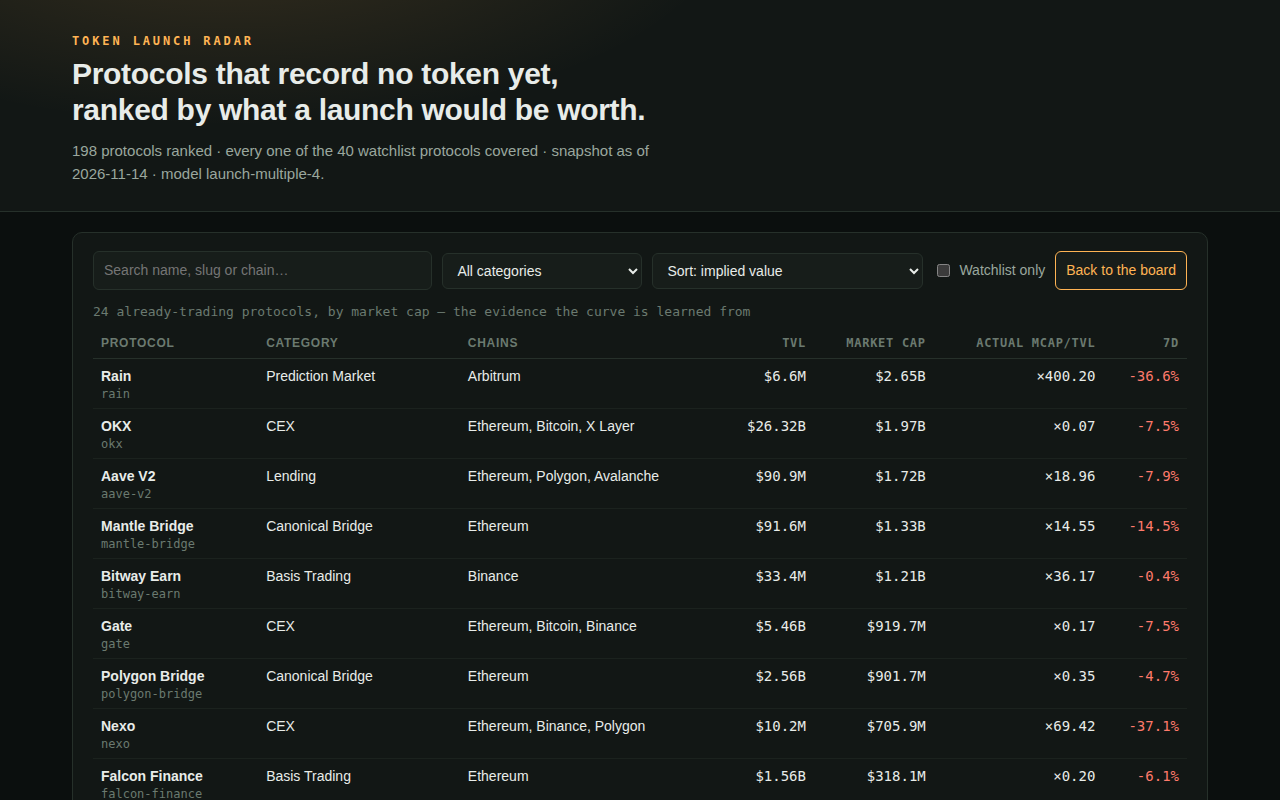 TOKEN LAUNCH RADAR
Protocols that record no token yet,
ranked by what a launch would be worth.
198 protocols ranked · every one of the 40 watchlist protocols covered · snapshot as of
2026-11-14 · model launch-multiple-4.
Search name, slug or chain… All categories Sort: implied value Watchlist only Back to the board
24 already-trading protocols, by market cap — the evidence the curve is learned from
PROTOCOL CATEGORY CHAINS TVL MARKET CAP ACTUAL MCAP/TVL 7D
Rain Prediction Market Arbitrum $6.6M $2.65B ×400.20 -36.6%
rain
OKX CEX Ethereum, Bitcoin, X Layer $26.32B $1.97B ×0.07 -7.5%
okx
Aave V2 Lending Ethereum, Polygon, Avalanche $90.9M $1.72B ×18.96 -7.9%
aave-v2
Mantle Bridge Canonical Bridge Ethereum $91.6M $1.33B ×14.55 -14.5%
mantle-bridge
Bitway Earn Basis Trading Binance $33.4M $1.21B ×36.17 -0.4%
bitway-earn
Gate CEX Ethereum, Bitcoin, Binance $5.46B $919.7M ×0.17 -7.5%
gate
Polygon Bridge Canonical Bridge Ethereum $2.56B $901.7M ×0.35 -4.7%
polygon-bridge
Nexo CEX Ethereum, Binance, Polygon $10.2M $705.9M ×69.42 -37.1%
nexo
Falcon Finance Basis Trading Ethereum $1.56B $318.1M ×0.20 -6.1%
falcon-finance